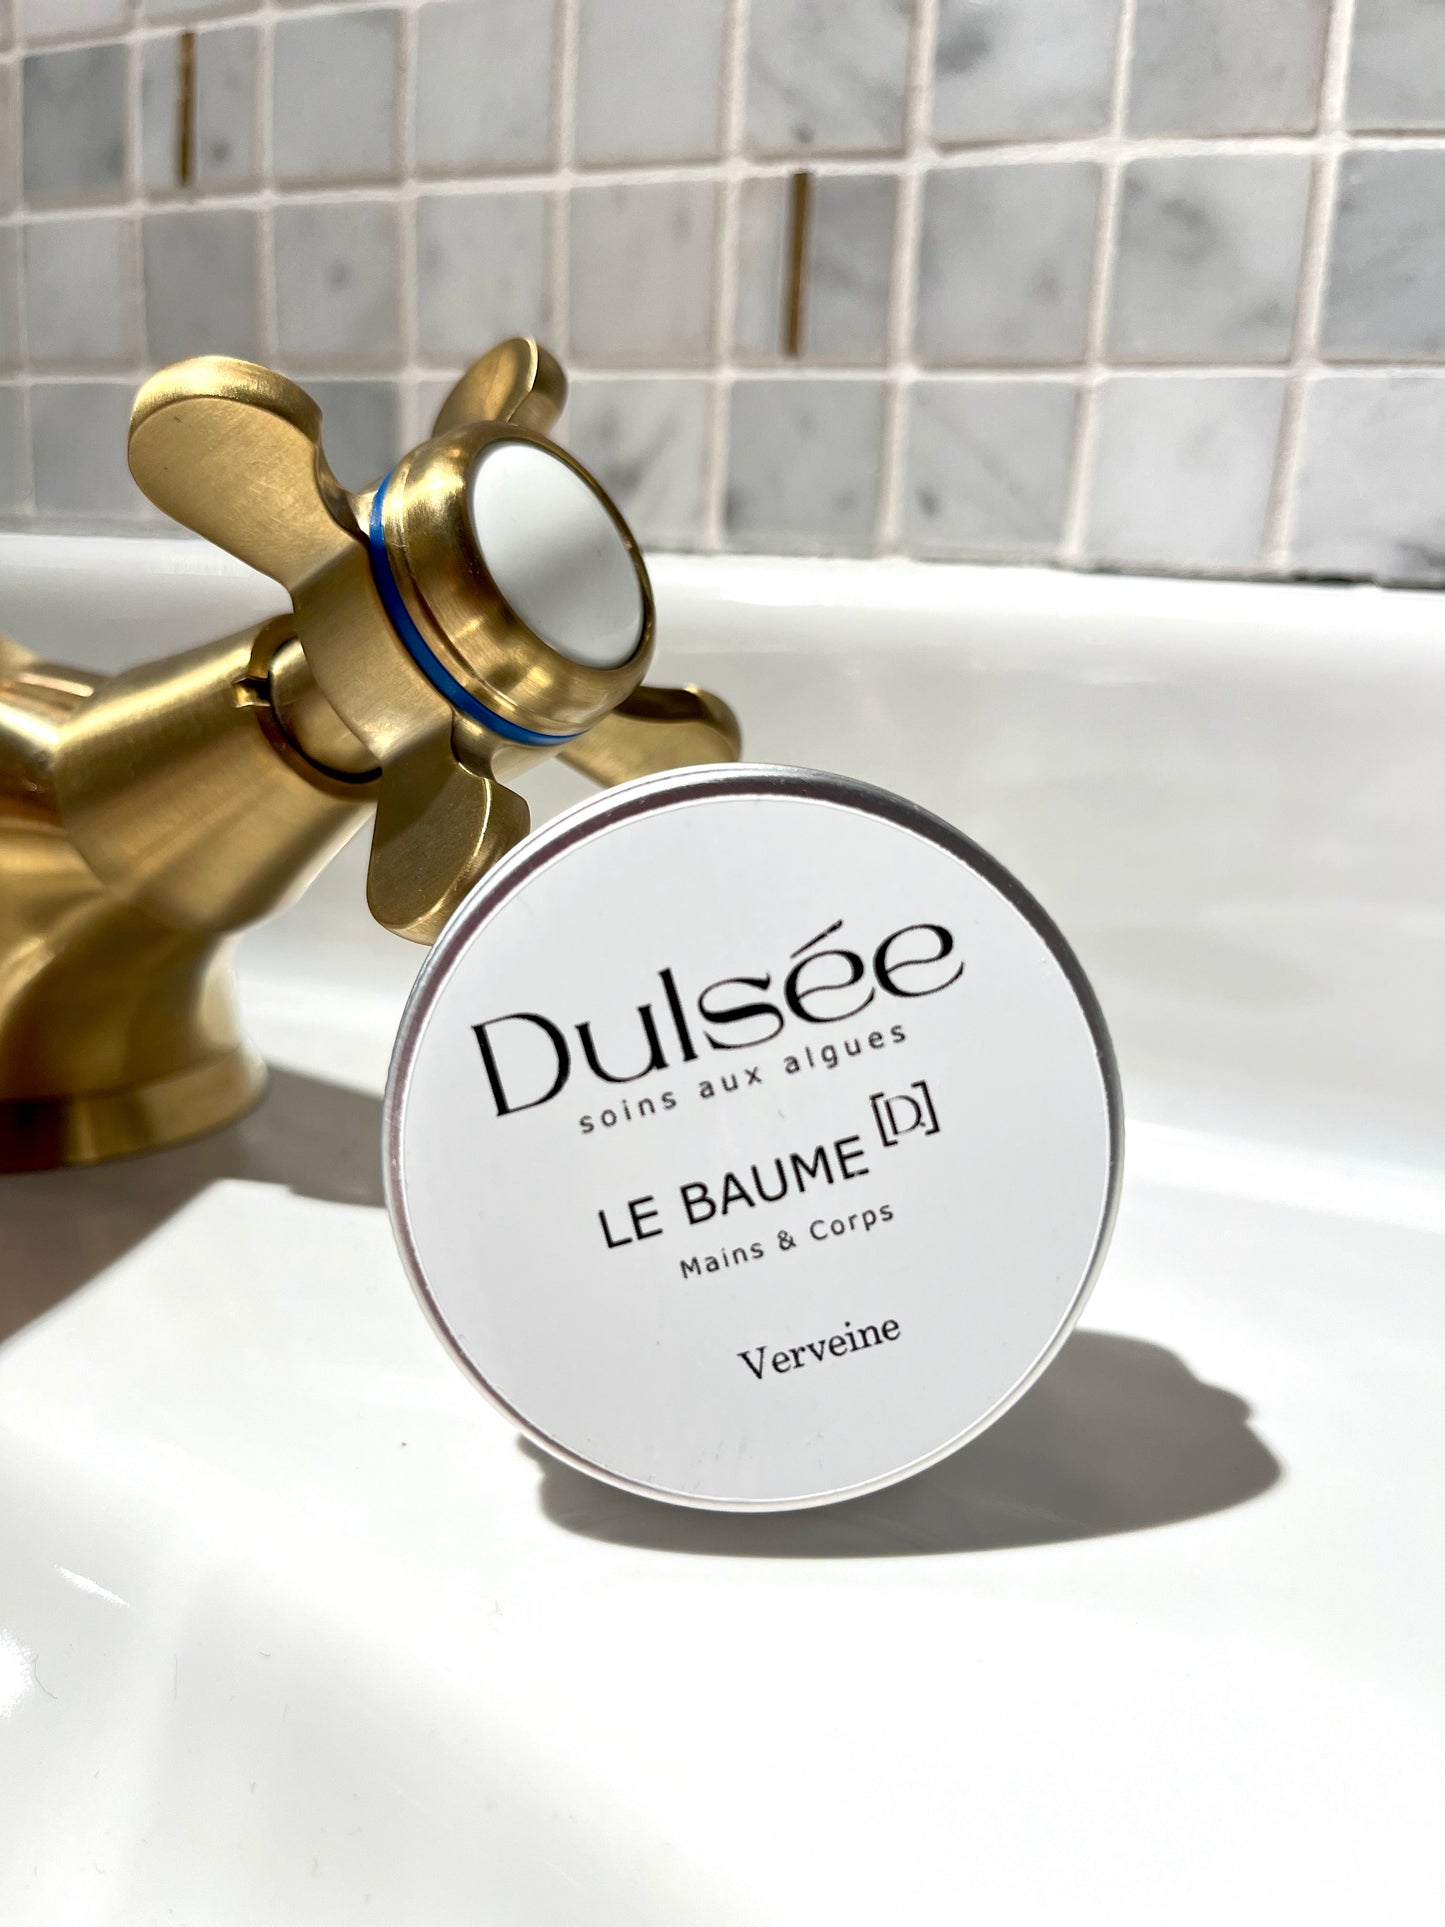 Dulsée
soins aux algues
LE BAUME [D.]
Mains & Corps
Verveine